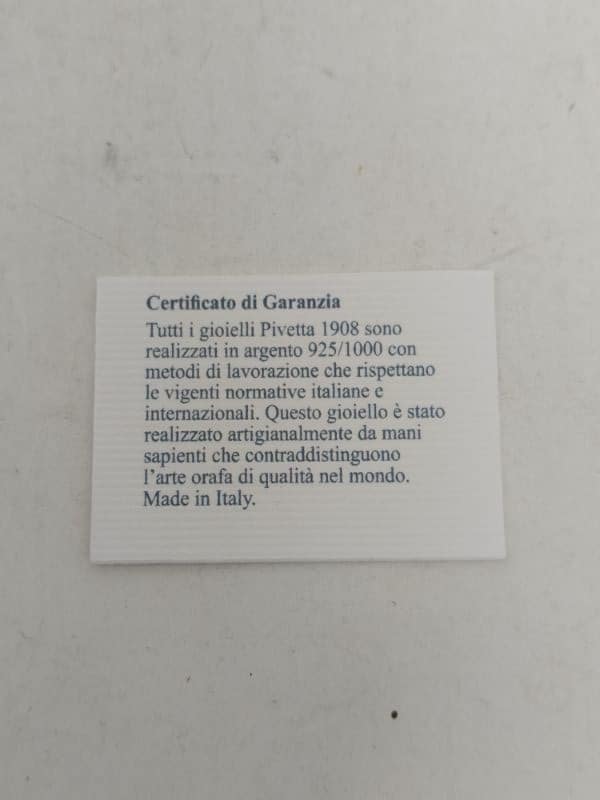 Certificato di Garanzia
Tutti i gioielli Pivetta 1908 sono
realizzati in argento 925/1000 con
metodi di lavorazione che rispettano
le vigenti normative italiane e
internazionali. Questo gioiello è stato
realizzato artigianalmente da mani
sapienti che contraddistinguono
l’arte orafa di qualità nel mondo.
Made in Italy.